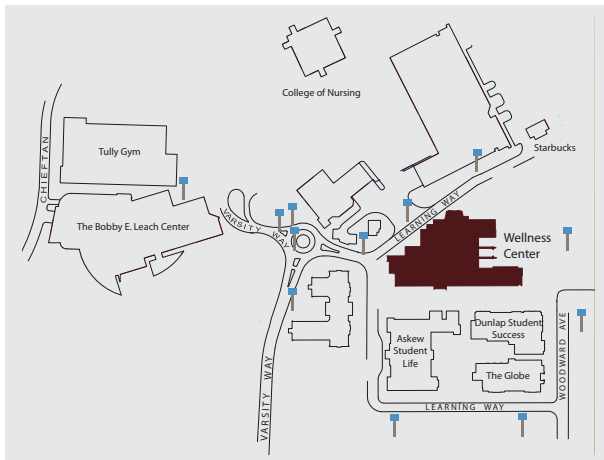 College of Nursing
CHIEFTAN
Tully Gym
Starbucks
The Bobby E. Leach Center
VARSITY WAY
LEARNING WAY
Wellness
Center
Askew
Student
Life
Dunlap Student
Success
The Globe
WOODWARD AVE
VARSITY WAY
LEARNING WAY